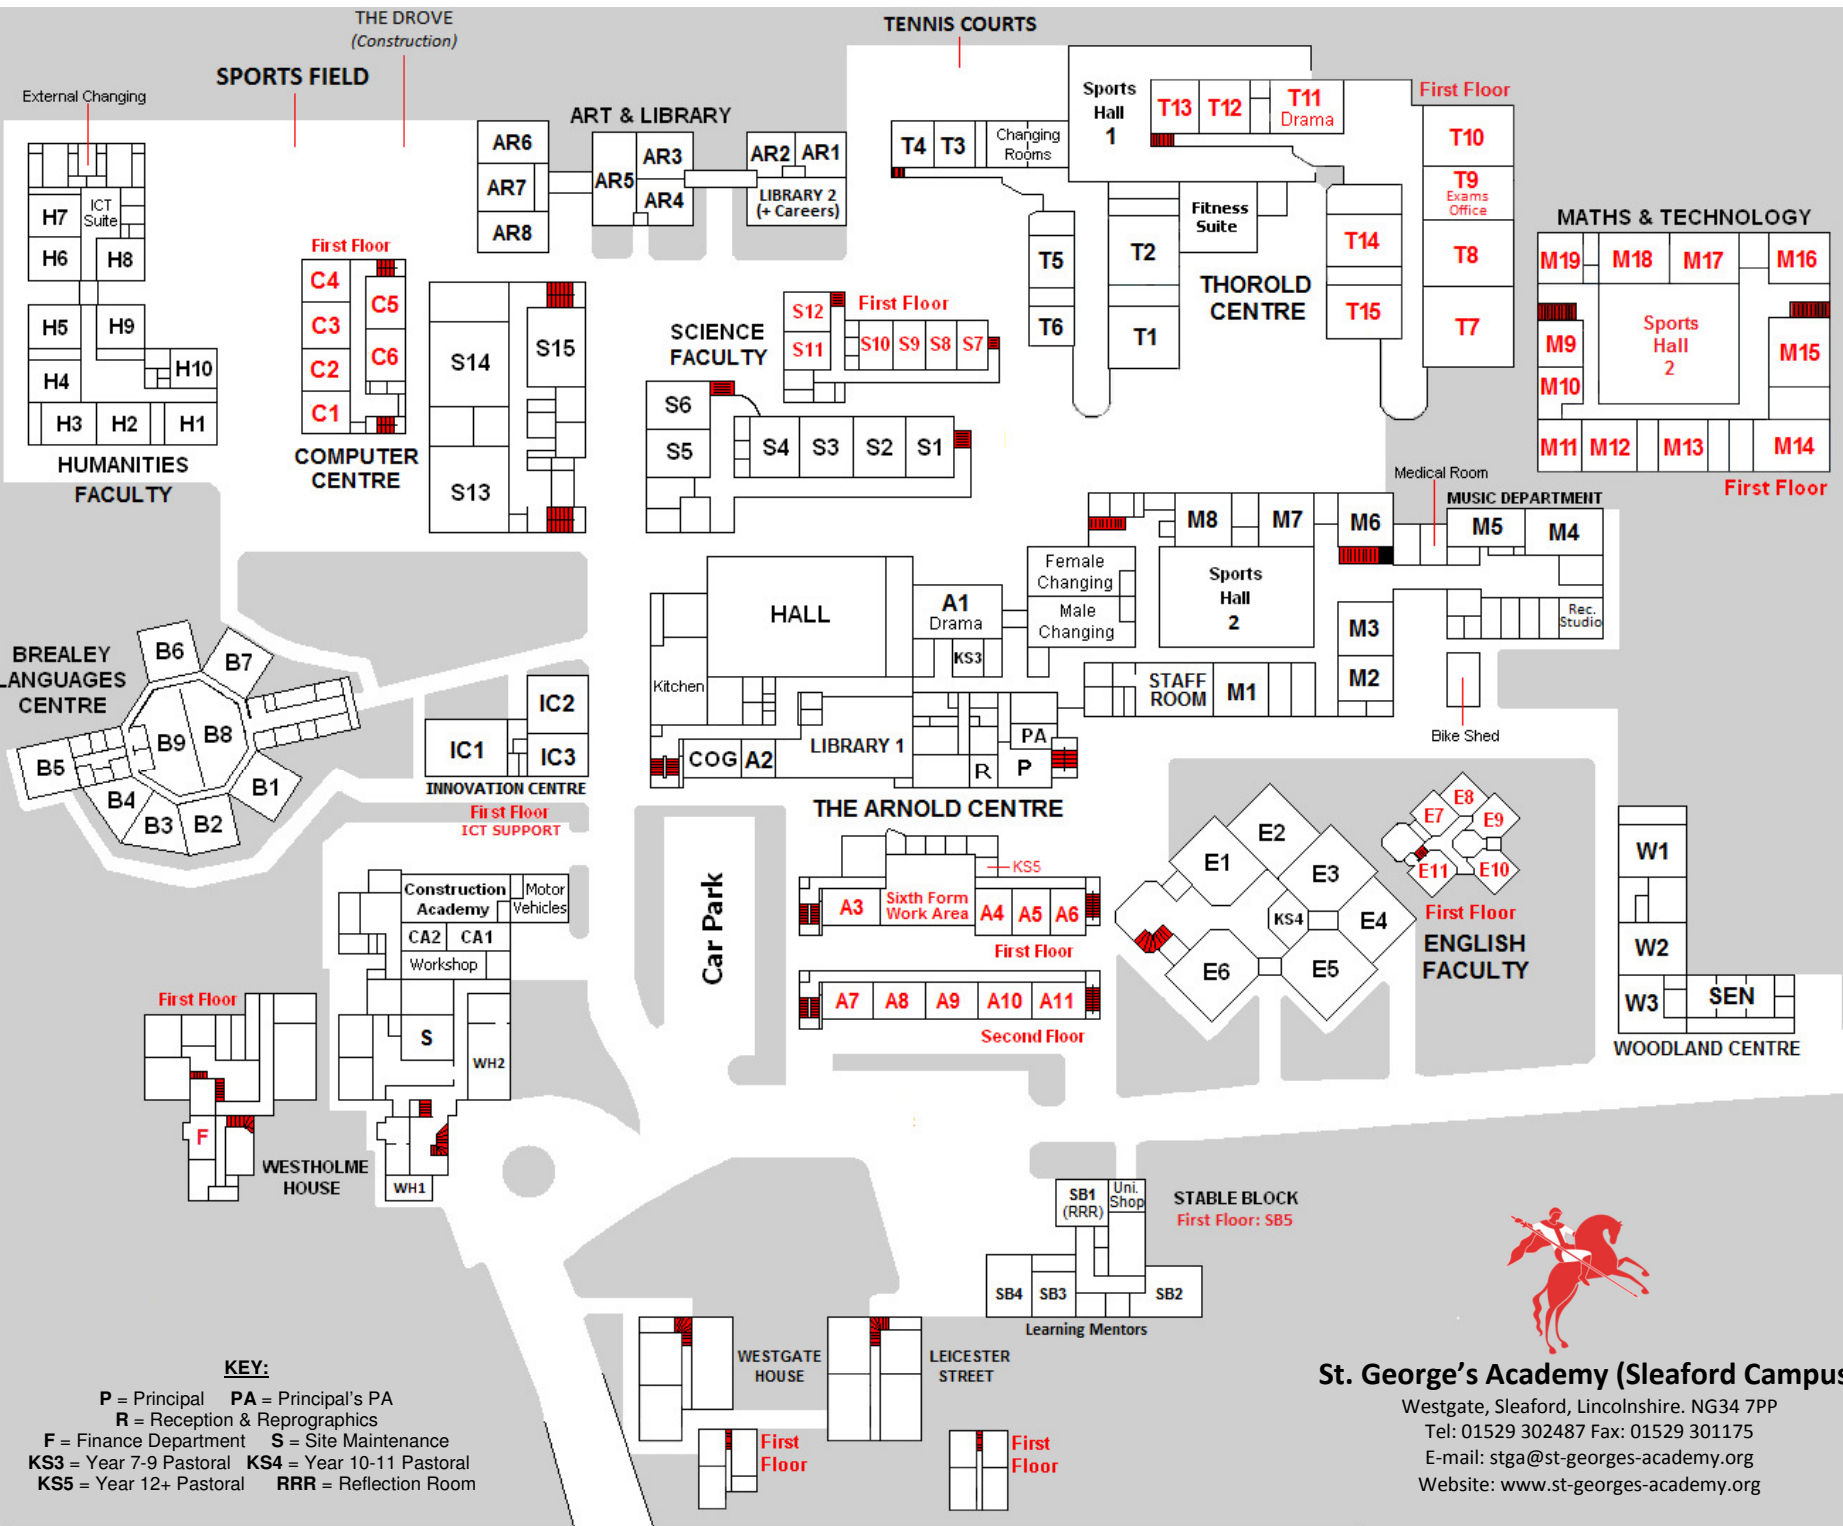 THE DROVE
(Construction)
TENNIS COURTS
SPORTS FIELD
External Changing
ART & LIBRARY
AR6
AR7
AR8
AR5
AR3
AR4
AR2
AR1
LIBRARY 2
(+ Careers)
T4
T3
Changing
Rooms
Sports
Hall
1
T13
T12
T11
Drama
First Floor
T10
T9
Exams
Office
T8
T7
T14
T15
Fitness
Suite
T5
T6
T2
T1
THOROLD
CENTRE
MATHS & TECHNOLOGY
M19
M18
M17
M16
M9
M10
Sports
Hall
2
M15
M11
M12
M13
M14
First Floor
H7
ICT
Suite
H6
H8
H5
H9
H4
H10
H3
H2
H1
HUMANITIES
FACULTY
First Floor
C4
C5
C3
C2
C6
C1
COMPUTER
CENTRE
S14
S15
S13
SCIENCE
FACULTY
First Floor
S12
S11
S10
S9
S8
S7
S6
S5
S4
S3
S2
S1
Medical Room
MUSIC DEPARTMENT
M8
M7
M6
M5
M4
Female
Changing
Male
Changing
Sports
Hall
2
M3
M2
Rec.
Studio
STAFF
ROOM
M1
Bike Shed
HALL
A1
Drama
KS3
Kitchen
COG
A2
LIBRARY 1
PA
R
P
THE ARNOLD CENTRE
BREALEY
LANGUAGES
CENTRE
B6
B7
B9
B8
B5
B4
B3
B2
B1
IC2
IC1
IC3
INNOVATION CENTRE
First Floor
ICT SUPPORT
Construction
Academy
Motor
Vehicles
CA2
CA1
Workshop
S
WH2
WH1
First Floor
F
WESTHOLME
HOUSE
Car Park
KS5
A3
Sixth Form
Work Area
A4
A5
A6
First Floor
A7
A8
A9
A10
A11
Second Floor
E2
E1
E3
KS4
E4
E6
E5
E8
E7
E9
E11
E10
First Floor
ENGLISH
FACULTY
W1
W2
W3
SEN
WOODLAND CENTRE
SB1
(RRR)
Uni.
Shop
STABLE BLOCK
First Floor: SB5
SB4
SB3
SB2
Learning Mentors
WESTGATE
HOUSE
LEICESTER
STREET
First
Floor
First
Floor
KEY:
P = Principal PA = Principal's PA
R = Reception & Reprographics
F = Finance Department S = Site Maintenance
KS3 = Year 7-9 Pastoral KS4 = Year 10-11 Pastoral
KS5 = Year 12+ Pastoral RRR = Reflection Room
St. George’s Academy (Sleaford Campus
Westgate, Sleaford, Lincolnshire. NG34 7PP
Tel: 01529 302487 Fax: 01529 301175
E-mail: stga@st-georges-academy.org
Website: www.st-georges-academy.org